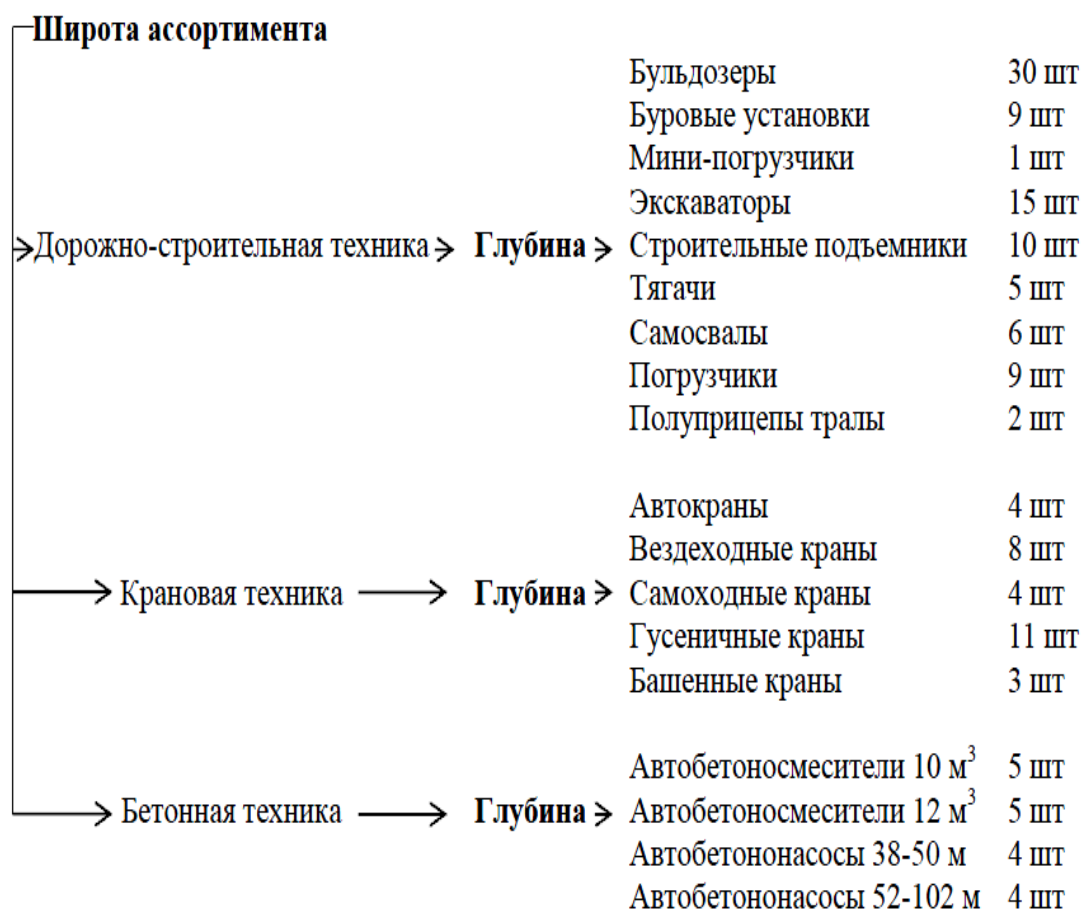 Широта ассортимента
Бульдозеры 30 шт
Буровые установки 9 шт
Мини-погрузчики 1 шт
Экскаваторы 15 шт
Дорожно-строительная техника Глубина Строительные подъемники 10 шт
Тягачи 5 шт
Самосвалы 6 шт
Погрузчики 9 шт
Полуприцепы тралы 2 шт
Автокраны 4 шт
Вездеходные краны 8 шт
Крановая техника Глубина Самоходные краны 4 шт
Гусеничные краны 11 шт
Башенные краны 3 шт
Автобетоносмесители 10 м³ 5 шт
Бетонная техника Глубина Автобетоносмесители 12 м³ 5 шт
Автобетононасосы 38-50 м 4 шт
Автобетононасосы 52-102 м 4 шт